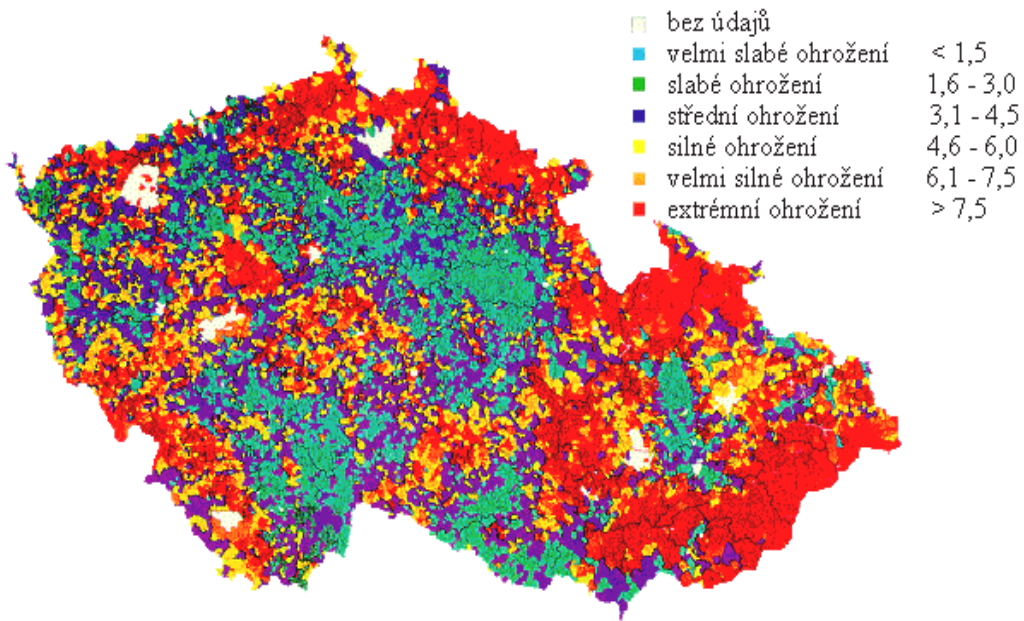 bez údajů
velmi slabé ohrožení < 1,5
slabé ohrožení 1,6 - 3,0
střední ohrožení 3,1 - 4,5
silné ohrožení 4,6 - 6,0
velmi silné ohrožení 6,1 - 7,5
extrémní ohrožení > 7,5